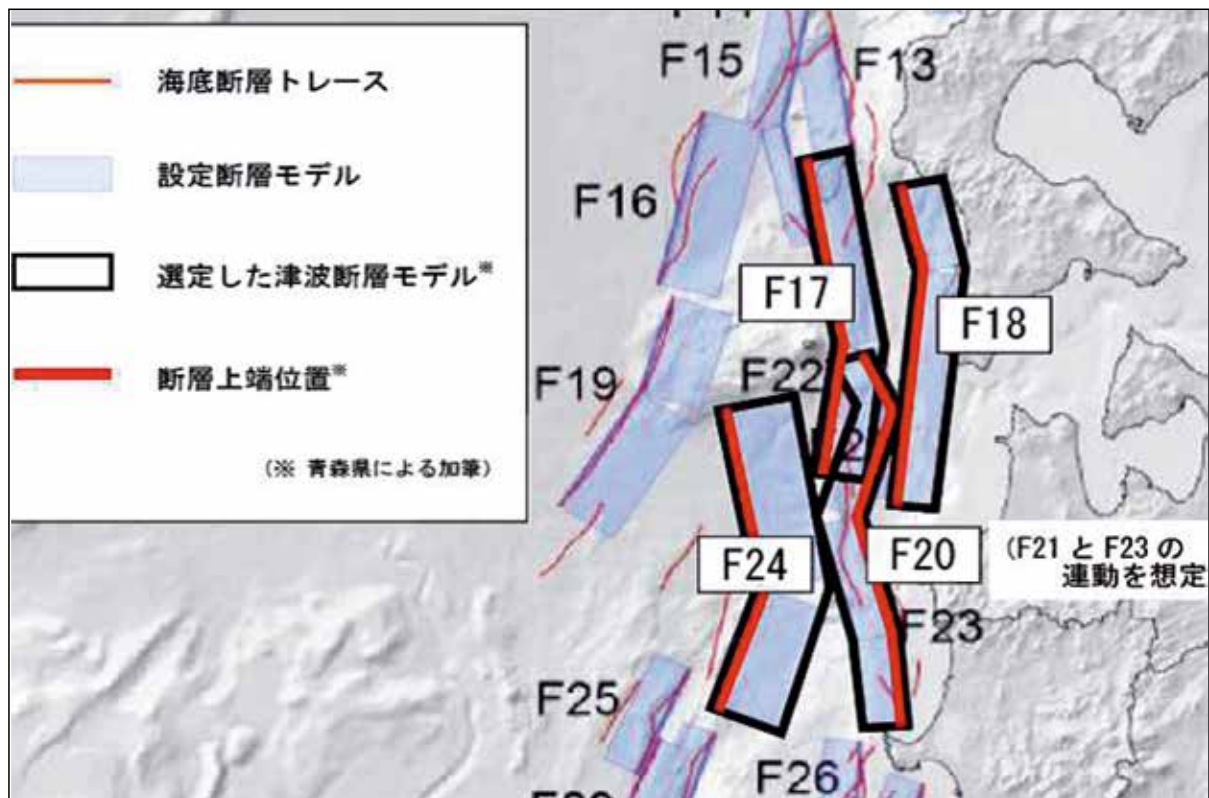 海底断層トレース
設定断層モデル
選定した津波断層モデル※
断層上端位置※
(※ 青森県による加筆)
F15
F13
F16
F17
F18
F19
F22
F24
F20
(F21 と F23 の
連動を想定
F23
F25
F26